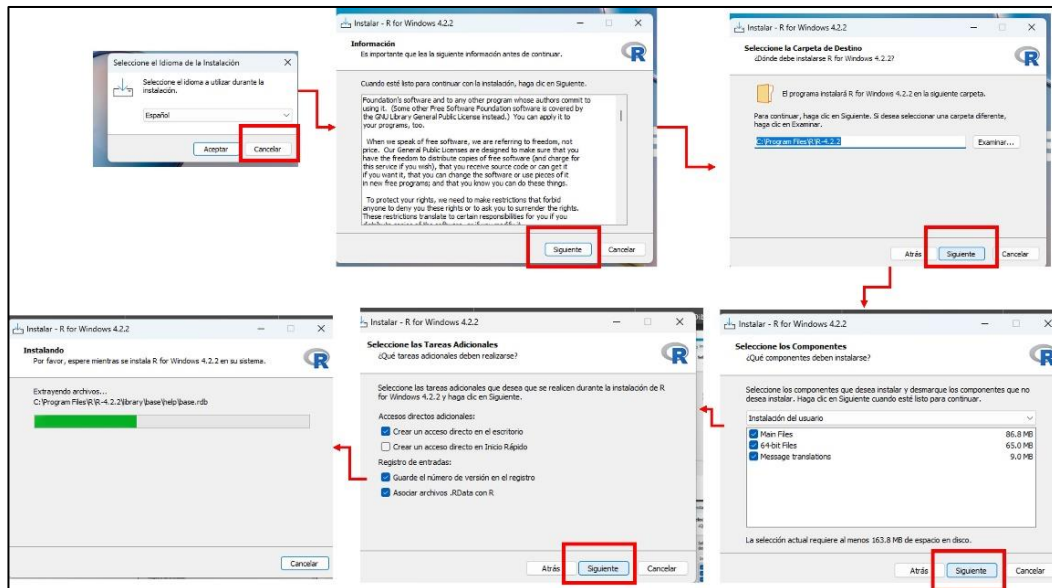 Seleccione el Idioma de la Instalación
Seleccione el idioma a utilizar durante la
instalación.
Español
Aceptar
Cancelar
Instalar - R for Windows 4.2.2
Información
Es importante que lea la siguiente información antes de continuar.
Cuando esté listo para continuar con la instalación, haga clic en Siguiente.
Foundation's software and to any other program whose authors commit to
using it. (Some other Free Software Foundation software is covered by
the GNU Library General Public License instead.) You can apply it to
your programs, too.
When we speak of free software, we are referring to freedom, not
price. Our General Public Licenses are designed to make sure that you
have the freedom to distribute copies of free software (and charge for
this service if you wish), that you receive source code or can get it
if you want it, that you can change the software or use pieces of it
in new free programs; and that you know you can do these things.
To protect your rights, we need to make restrictions that forbid
anyone to deny you these rights or to ask you to surrender the rights.
These restrictions translate to certain responsibilities for you if you
Siguiente
Cancelar
Instalar - R for Windows 4.2.2
Seleccione la Carpeta de Destino
¿Dónde debe instalarse R for Windows 4.2.2?
El programa instalará R for Windows 4.2.2 en la siguiente carpeta.
Para continuar, haga clic en Siguiente. Si desea seleccionar una carpeta diferente,
haga clic en Examinar.
C:\Program Files\R\R-4.2.2
Examinar...
Atrás
Siguiente
Cancelar
Instalar - R for Windows 4.2.2
Instalando
Por favor, espere mientras se instala R for Windows 4.2.2 en su sistema.
Extrayendo archivos...
C:\Program Files\R\R-4.2.2\library\base\help\base.rdb
Cancelar
Instalar - R for Windows 4.2.2
Seleccione las Tareas Adicionales
¿Qué tareas adicionales deben realizarse?
Seleccione las tareas adicionales que desea que se realicen durante la instalación de R
for Windows 4.2.2 y haga clic en Siguiente.
Accesos directos adicionales:
Crear un acceso directo en el escritorio
Crear un acceso directo en Inicio Rápido
Registro de entradas:
Guarde el número de versión en el registro
Asociar archivos .RData con R
Atrás
Siguiente
Cancelar
Instalar - R for Windows 4.2.2
Seleccione los Componentes
¿Qué componentes deben instalarse?
Seleccione los componentes que desea instalar y desmarque los componentes que no
desea instalar. Haga clic en Siguiente cuando esté listo para continuar.
Instalación del usuario
Main Files 86.8 MB
64-bit Files 65.0 MB
Message translations 9.0 MB
La selección actual requiere al menos 163.8 MB de espacio en disco.
Atrás
Siguiente
Cancelar